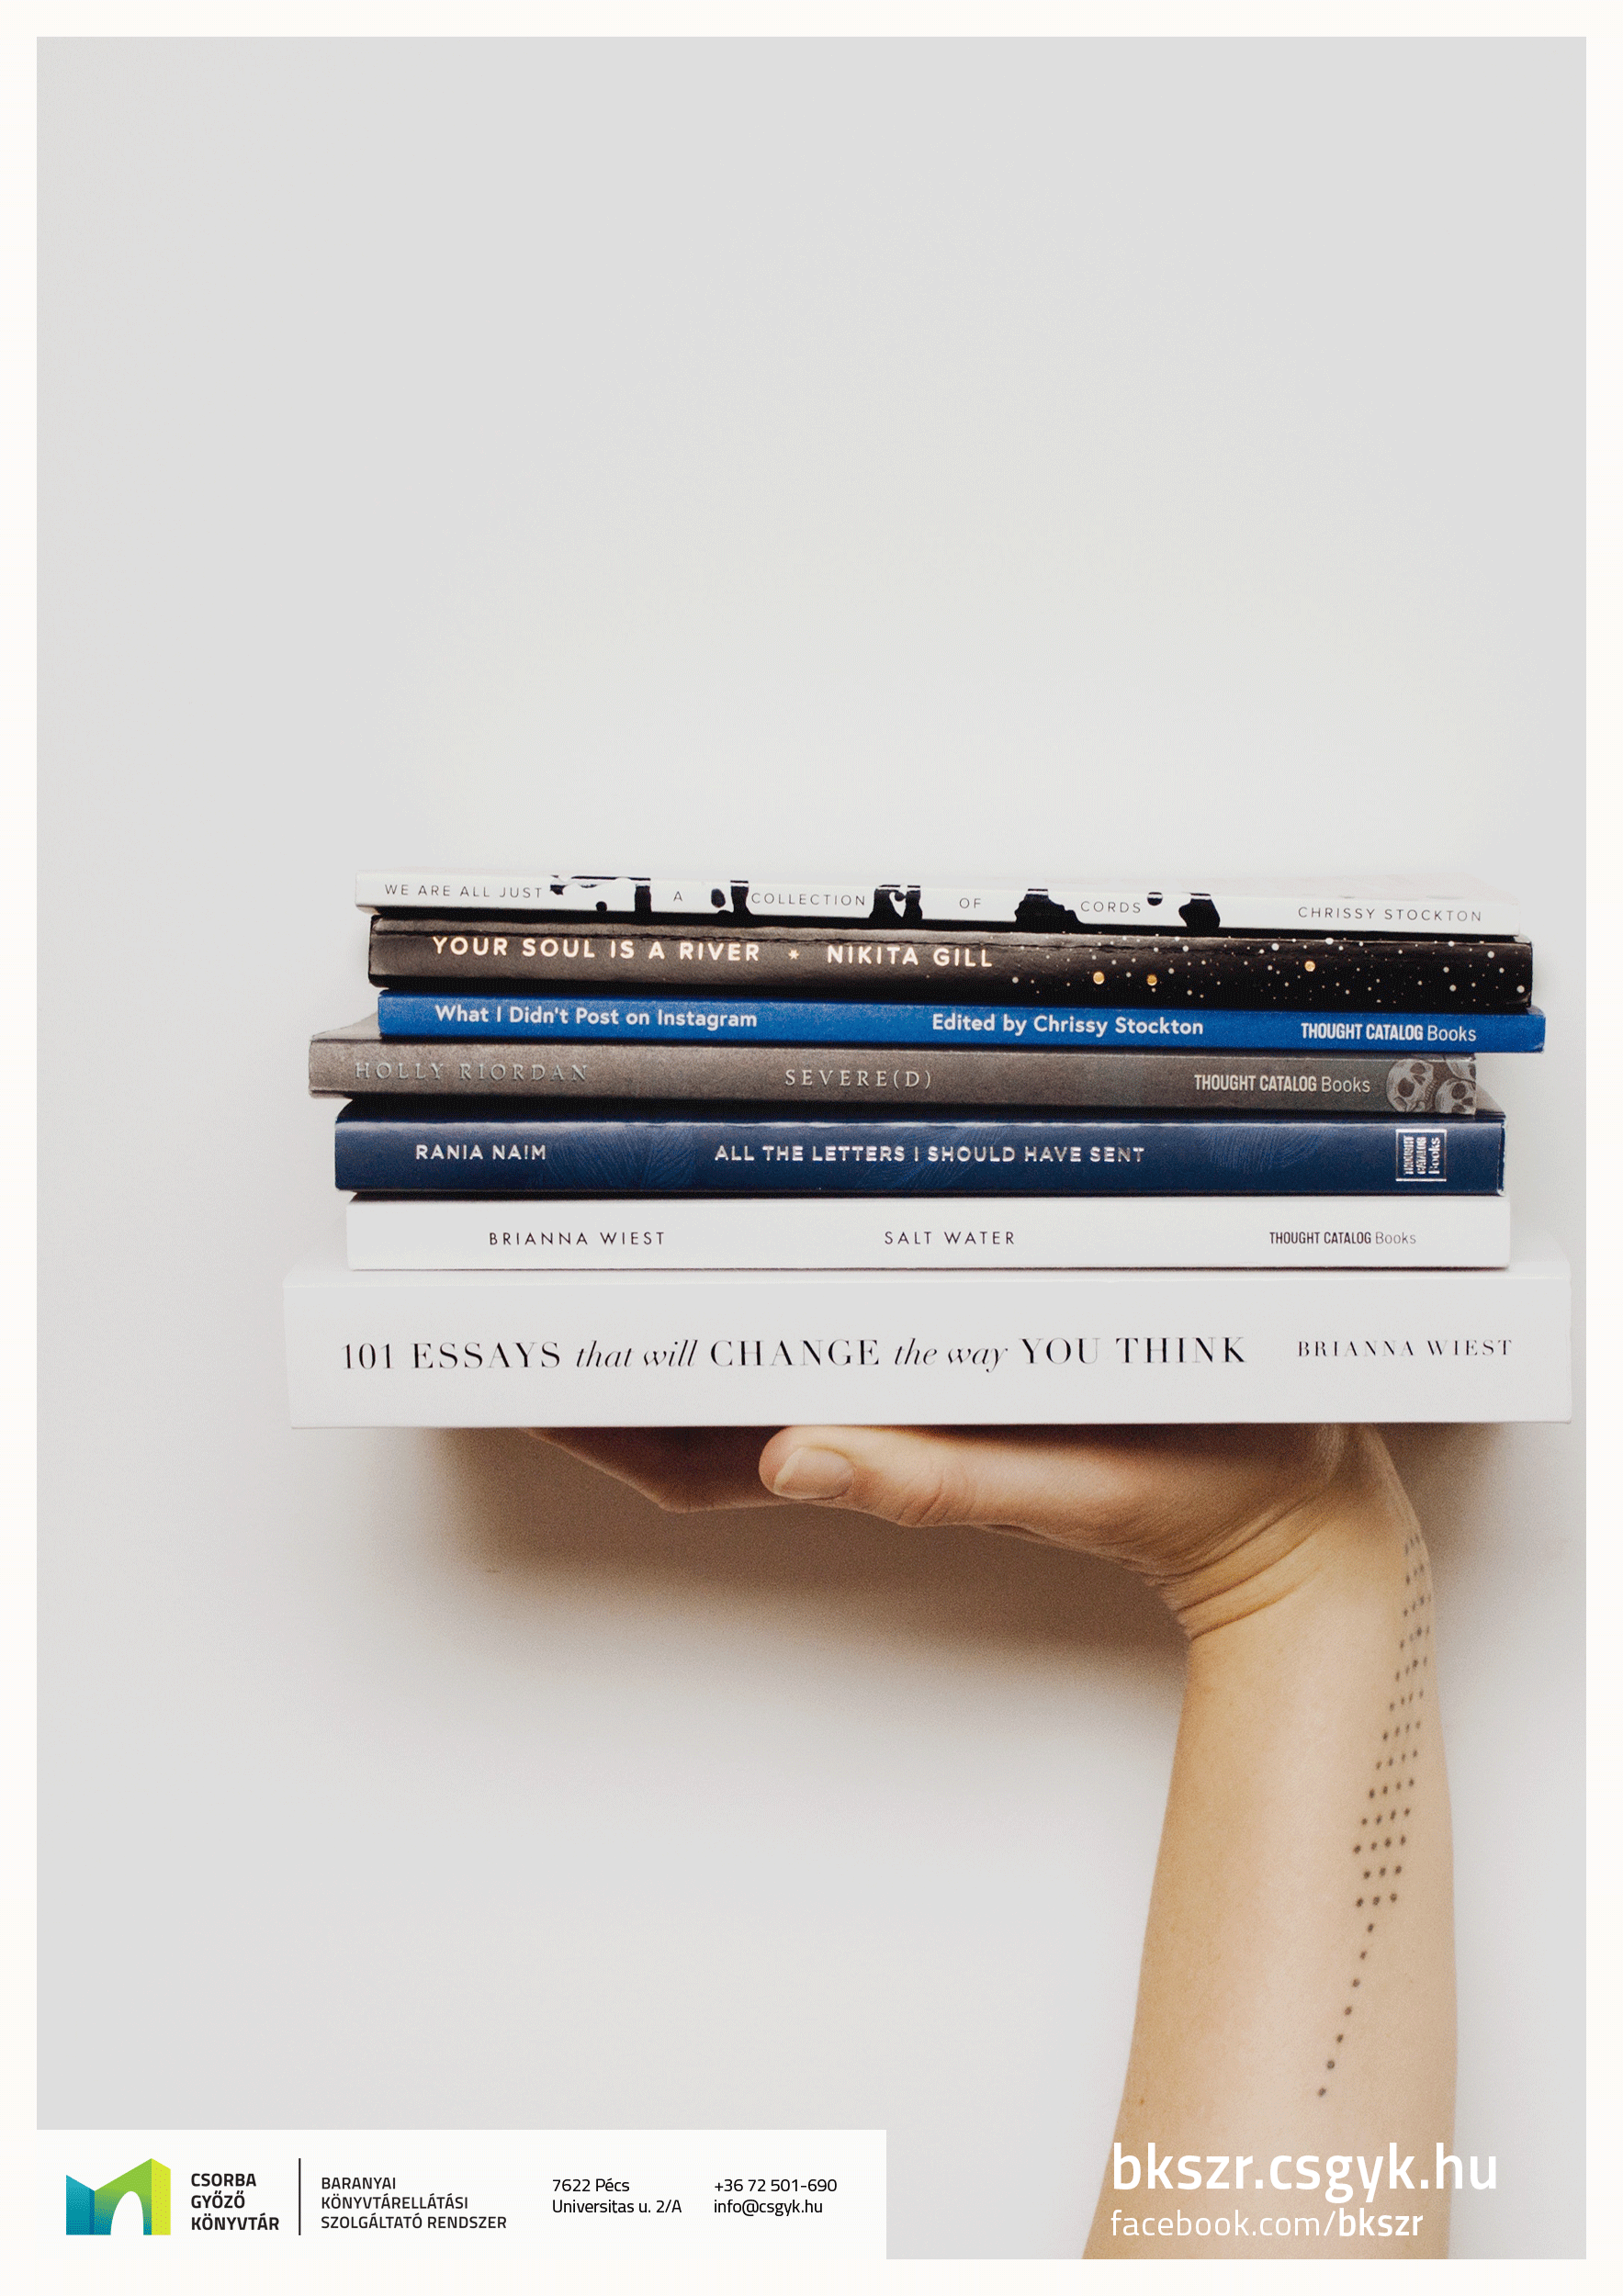 WE ARE ALL JUST A COLLECTION OF CORDS CHRISSY STOCKTON
YOUR SOUL IS A RIVER * NIKITA GILL
What I Didn't Post on Instagram Edited by Chrissy Stockton THOUGHT CATALOG Books
HOLLY RIORDAN SEVERE(D) THOUGHT CATALOG Books
RANIA NAIM ALL THE LETTERS I SHOULD HAVE SENT THOUGHT CATALOG Books
BRIANNA WIEST SALT WATER THOUGHT CATALOG Books
101 ESSAYS that will CHANGE the way YOU THINK BRIANNA WIEST
CSORBA
GYŐZŐ
KÖNYVTÁR
BARANYAI
KÖNYVTÁRELLÁTÁSI
SZOLGÁLTATÓ RENDSZER
7622 Pécs
Universitas u. 2/A
+36 72 501-690
info@csgyk.hu
bkszr.csgyk.hu
facebook.com/bkszr